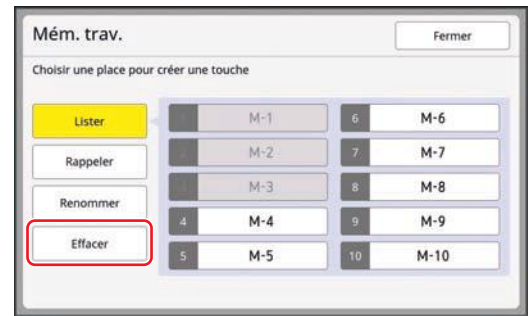 Mém. trav.
Fermer
Choisir une place pour créer une touche
Lister
Rappeler
Renommer
Effacer
M-1
M-2
M-3
4 M-4
5 M-5
6 M-6
7 M-7
8 M-8
9 M-9
10 M-10